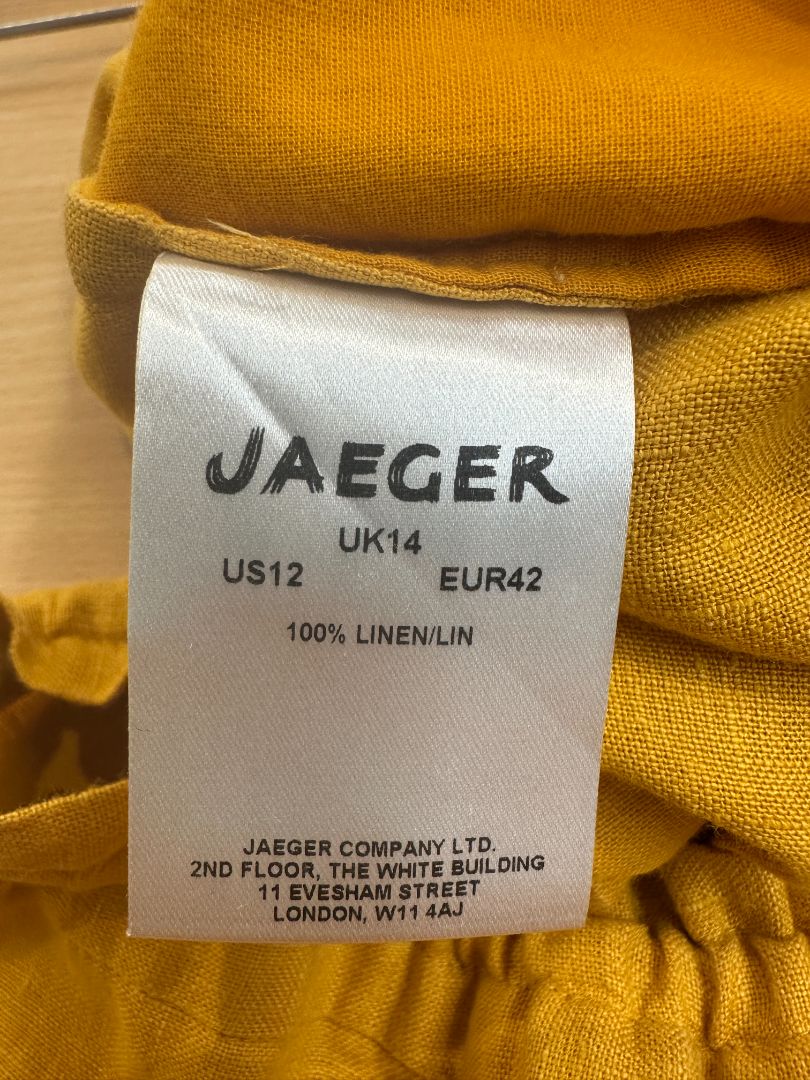 JAEGER
UK14
US12 EUR42
100% LINEN/LIN
JAEGER COMPANY LTD.
2ND FLOOR, THE WHITE BUILDING
11 EVESHAM STREET
LONDON, W11 4AJ